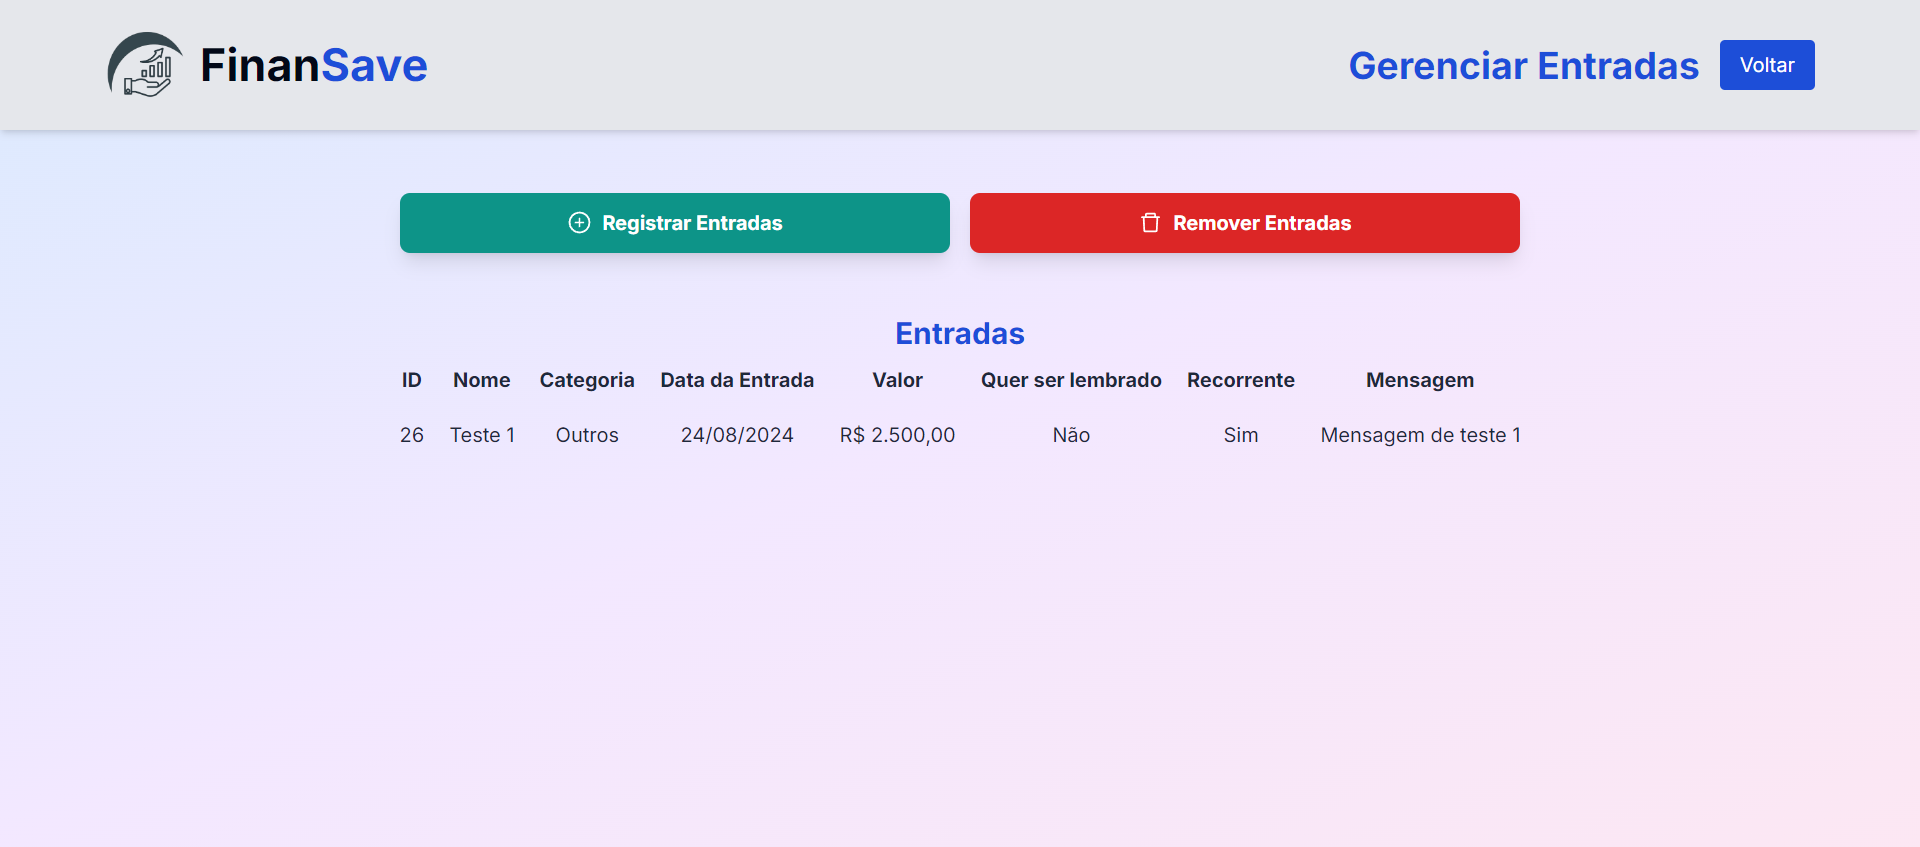 FinanSave
Gerenciar Entradas Voltar
Registrar Entradas Remover Entradas
Entradas
ID Nome Categoria Data da Entrada Valor Quer ser lembrado Recorrente Mensagem
26 Teste 1 Outros 24/08/2024 R$ 2.500,00 Não Sim Mensagem de teste 1